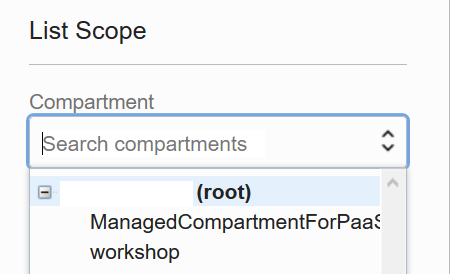 List Scope
Compartment
Search compartments
(root)
ManagedCompartmentForPaaS
workshop